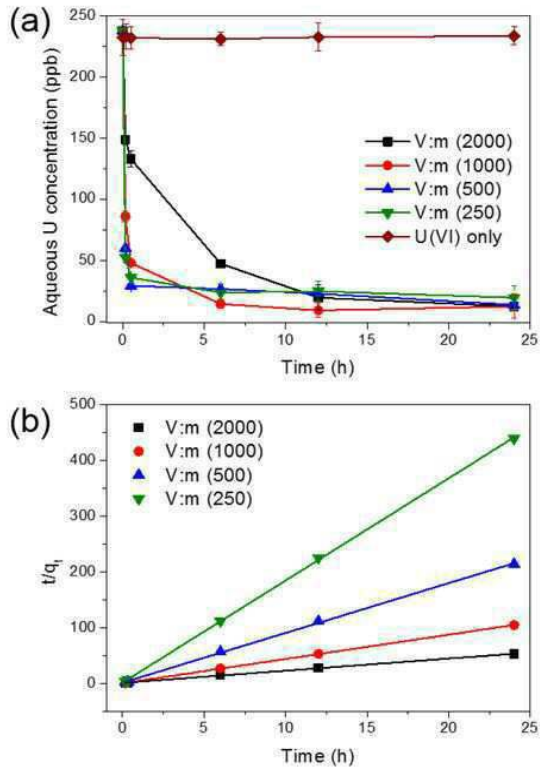 (a)
250
200
150
100
50
0
Aqueous U concentration (ppb)
V:m (2000)
V:m (1000)
V:m (500)
V:m (250)
U(VI) only
0 5 10 15 20 25
Time (h)
(b)
500
400
300
200
100
0
t/qt
V:m (2000)
V:m (1000)
V:m (500)
V:m (250)
0 5 10 15 20 25
Time (h)